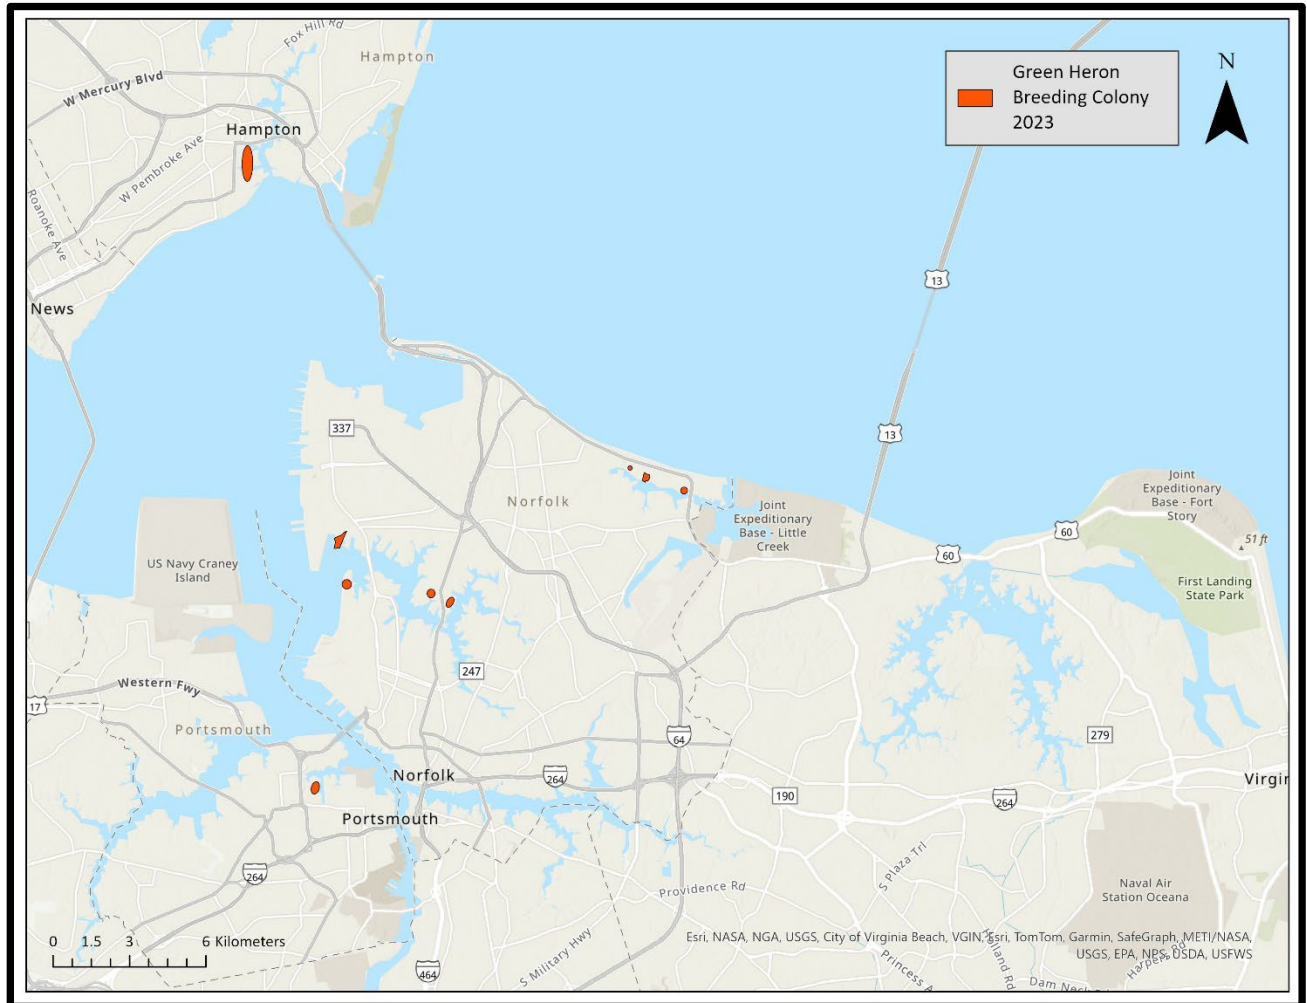 Fox Hill Rd
Hampton
W Mercury Blvd
Hampton
W Pembroke Ave
Roanoke Ave
News
Green Heron
Breeding Colony
2023
N
13
13
337
Norfolk
Joint
Expeditionary
Base - Little
Creek
Joint
Expeditionary
Base - Fort
Story
51 ft
60
60
First Landing
State Park
US Navy Craney
Island
247
Western Fwy
17
Portsmouth
64
279
Norfolk
264
190
264
Virgin
Portsmouth
264
S Plaza Trl
Providence Rd
Naval Air
Station Oceana
0 1.5 3 6 Kilometers
464
S Military Hwy
Princess A
Holland Rd
Harpers Rd
Dam Neck
Esri, NASA, NGA, USGS, City of Virginia Beach, VGIN, Esri, TomTom, Garmin, SafeGraph, METI/NASA,
USGS, EPA, NPS, USDA, USFWS